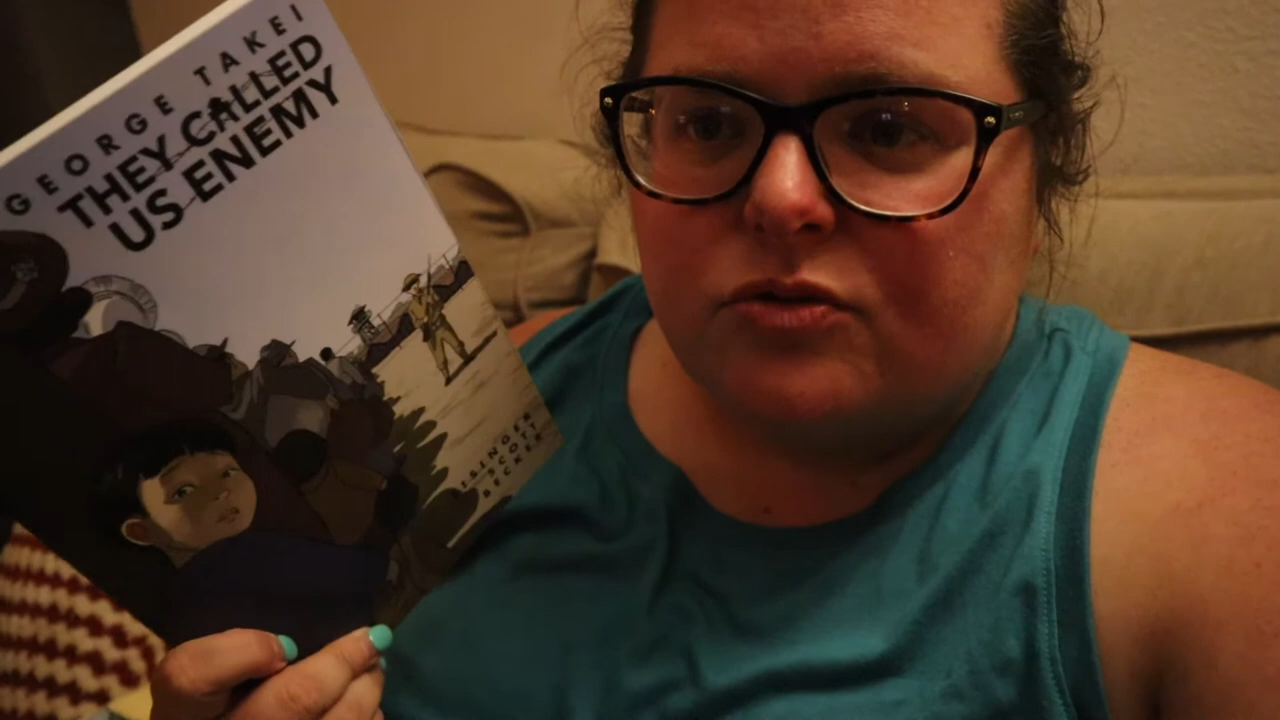 GEORGE TAKEI
THEY CALLED
US ENEMY
EISINGER
SCOTT
BECKER